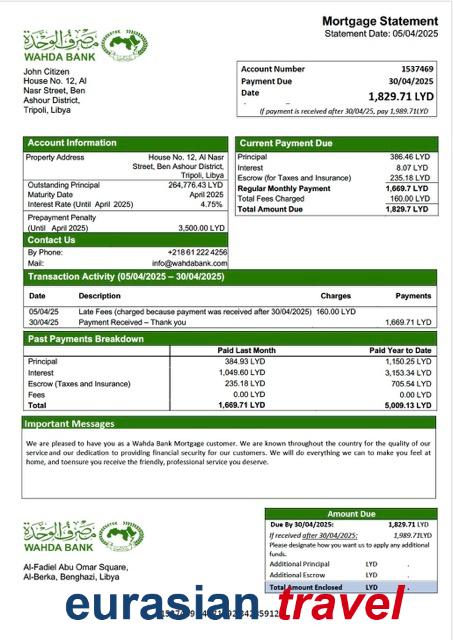 Mortgage Statement
Statement Date: 05/04/2025
مصرف الوحدة
WAHDA BANK
John Citizen
House No. 12, Al
Nasr Street, Ben
Ashour District,
Tripoli, Libya
Account Number 1537469
Payment Due 30/04/2025
Date 1,829.71 LYD
If payment is received after 30/04/25, pay 1,989.71LYD
Account Information
Property Address House No. 12, Al Nasr
Street, Ben Ashour District,
Tripoli, Libya
Outstanding Principal 264,776.43 LYD
Maturity Date April 2025
Interest Rate (Until April 2025) 4.75%
Prepayment Penalty
(Until April 2025) 3,500.00 LYD
Current Payment Due
Principal 386.46 LYD
Interest 8.07 LYD
Escrow (for Taxes and Insurance) 235.18 LYD
Regular Monthly Payment 1,669.7 LYD
Total Fees Charged 160.00 LYD
Total Amount Due 1,829.7 LYD
Contact Us
By Phone: +218 61 222 4256
Mail: info@wahdabank.com
Transaction Activity (05/04/2025 – 30/04/2025)
Date Description Charges Payments
05/04/25 Late Fees (charged because payment was received after 30/04/2025) 160.00 LYD
30/04/25 Payment Received – Thank you 1,669.71 LYD
Past Payments Breakdown
Paid Last Month Paid Year to Date
Principal 384.93 LYD 1,150.25 LYD
Interest 1,049.60 LYD 3,153.34 LYD
Escrow (Taxes and Insurance) 235.18 LYD 705.54 LYD
Fees 0.00 LYD 0.00 LYD
Total 1,669.71 LYD 5,009.13 LYD
Important Messages
We are pleased to have you as a Wahda Bank Mortgage customer. We are known throughout the country for the quality of our
service and our dedication to providing financial security for our customers. We will do everything we can to make you feel at
home, and toensure you receive the friendly, professional service you deserve.
مصرف الوحدة
WAHDA BANK
Al-Fadiel Abu Omar Square,
Al-Berka, Benghazi, Libya
Amount Due
Due By 30/04/2025: 1,829.71 LYD
If received after 30/04/2025: 1,989.71LYD
Please designate how you want us to apply any additional
funds.
Additional Principal LYD .
Additional Escrow LYD .
Total Amount Enclosed LYD .
eurasian travel